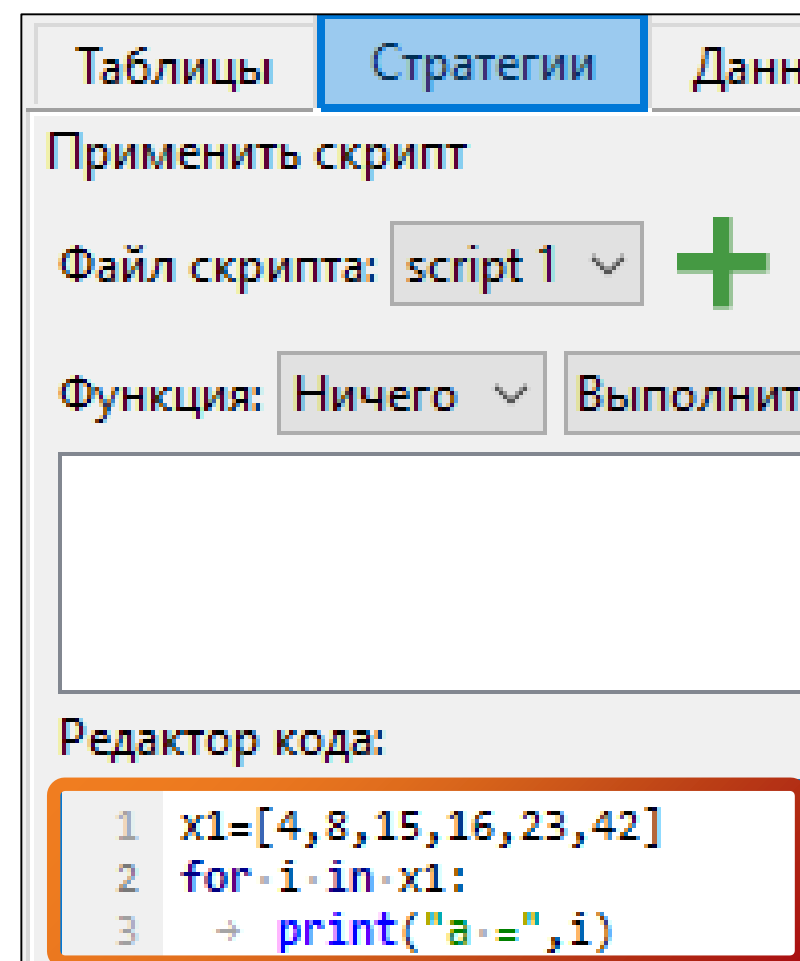 Таблицы Стратегии Данн
Применить скрипт
Файл скрипта: script 1
Функция: Ничего Выполнит
Редактор кода:
1 x1=[4,8,15,16,23,42]
2 for·i·in·x1:
3 → print("a·=",i)